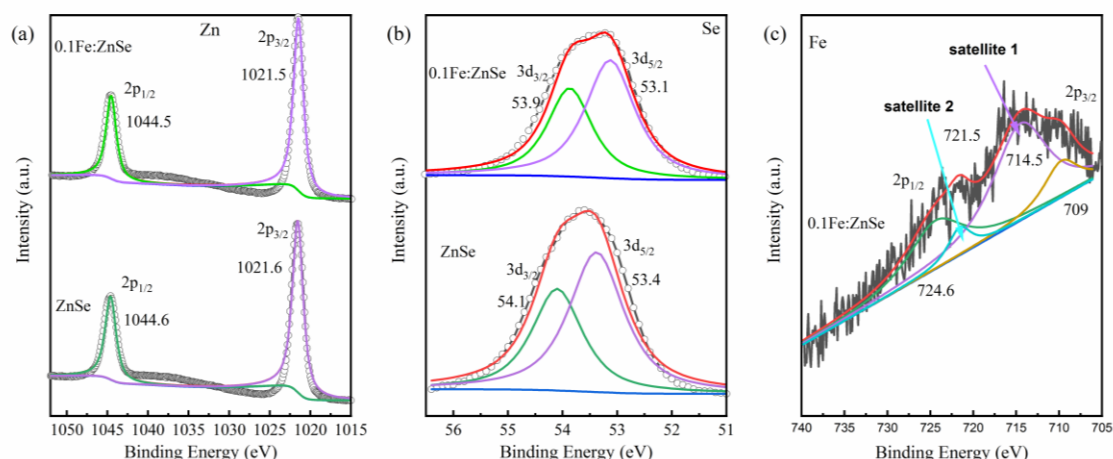 (a)
Zn
0.1Fe:ZnSe
2p3/2
1021.5
2p1/2
1044.5
2p3/2
1021.6
2p1/2
1044.6
ZnSe
Intensity (a.u.)
1050 1045 1040 1035 1030 1025 1020 1015
Binding Energy (eV)
(b)
Se
0.1Fe:ZnSe
3d3/2
53.9
3d5/2
53.1
ZnSe
3d3/2
54.1
3d5/2
53.4
Intensity (a.u.)
56 55 54 53 52 51
Binding Energy (eV)
(c)
Fe
satellite 1
satellite 2
2p3/2
721.5
714.5
2p1/2
709
0.1Fe:ZnSe
724.6
Intensity (a.u.)
740 735 730 725 720 715 710 705
Binding Energy (eV)